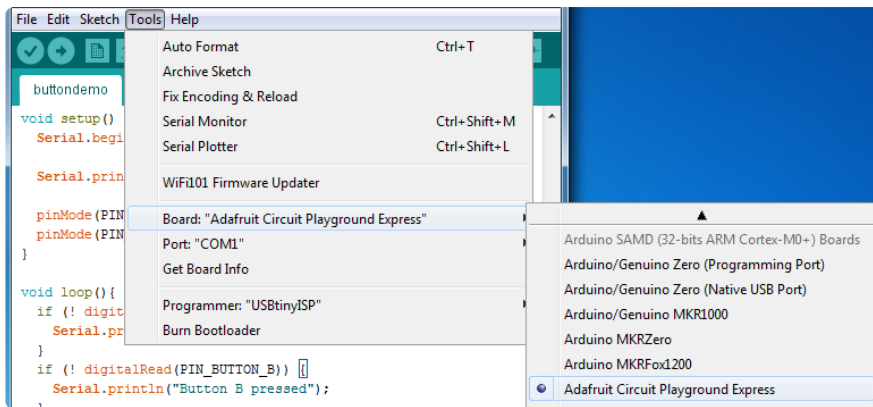 File Edit Sketch Tools Help
Auto Format Ctrl+T
Archive Sketch
Fix Encoding & Reload
Serial Monitor Ctrl+Shift+M
Serial Plotter Ctrl+Shift+L
WiFi101 Firmware Updater
Board: "Adafruit Circuit Playground Express"
Port: "COM1"
Get Board Info
Programmer: "USBtinyISP"
Burn Bootloader
Arduino SAMD (32-bits ARM Cortex-M0+) Boards
Arduino/Genuino Zero (Programming Port)
Arduino/Genuino Zero (Native USB Port)
Arduino/Genuino MKR1000
Arduino MKRZero
Arduino MKRFox1200
Adafruit Circuit Playground Express
buttondemo
void setup()
Serial.begi
Serial.prin
pinMode(PIN
pinMode(PIN
}
void loop(){
if (! digit
Serial.pr
}
if (! digitalRead(PIN_BUTTON_B)) {
Serial.println("Button B pressed");